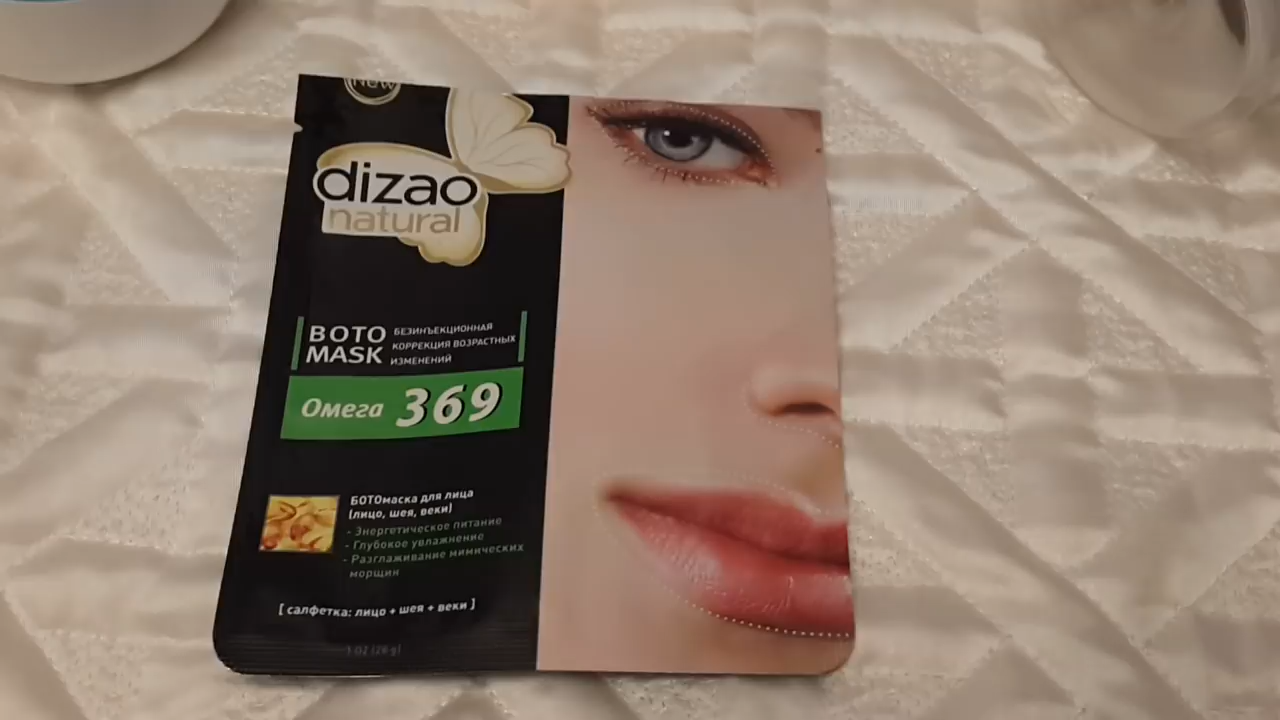 New
dizao
natural
BOTO
MASK
БЕЗИНЪЕКЦИОННАЯ
КОРРЕКЦИЯ ВОЗРАСТНЫХ
ИЗМЕНЕНИЙ
Омега 369
БОТОмаска для лица
(лицо, шея, веки)
- Энергетическое питание
- Глубокое увлажнение
- Разглаживание мимических
морщин
[ салфетка: лицо + шея + веки ]
1 OZ (26 g)